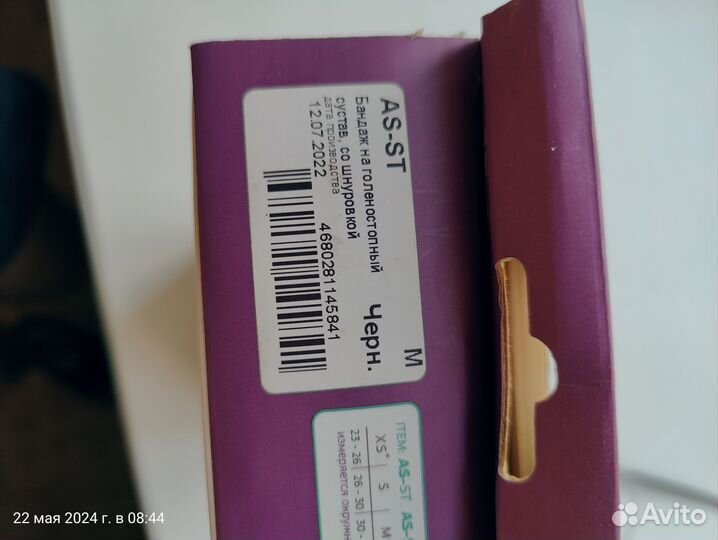 AS-ST
M
Бандаж на голеностопный
сустав, со шнуровкой
дата производства
12.07.2022
Черн.
4680281145841
ITEM: AS-ST
XS* S M
23 - 26 26 - 30 30 -
измеряется
22 мая 2024 г. в 08:44
Avito